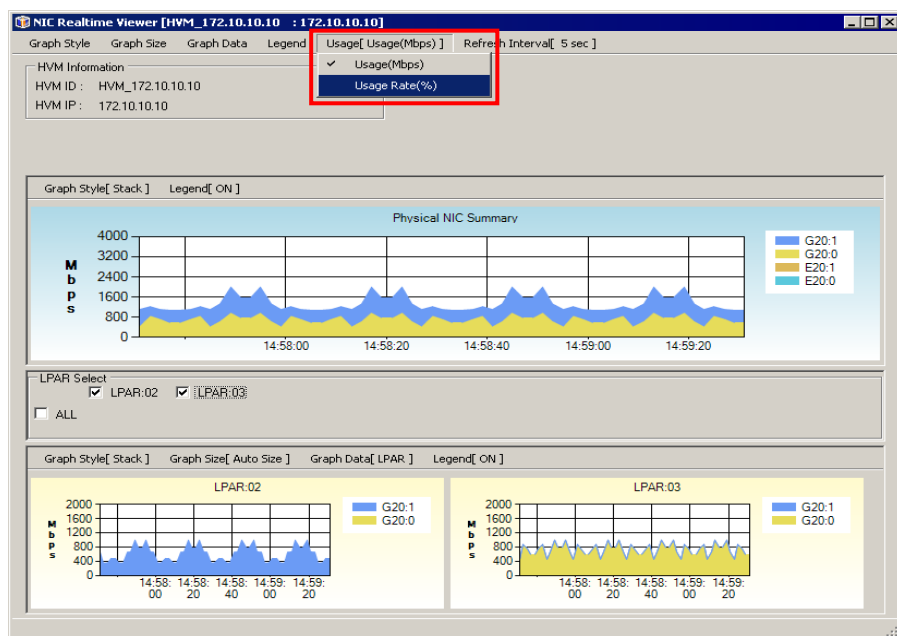 NIC Realtime Viewer [HVM_172.10.10.10 : 172.10.10.10]
Graph Style Graph Size Graph Data Legend Usage[ Usage(Mbps) ] Refresh Interval[ 5 sec ]
Usage(Mbps)
Usage Rate(%)
HVM Information
HVM ID : HVM_172.10.10.10
HVM IP : 172.10.10.10
Graph Style[ Stack ] Legend[ ON ]
Physical NIC Summary
Mbps
4000
3200
2400
1600
800
0
14:58:00 14:58:20 14:58:40 14:59:00 14:59:20
G20:1
G20:0
E20:1
E20:0
LPAR Select
LPAR:02 LPAR:03
ALL
Graph Style[ Stack ] Graph Size[ Auto Size ] Graph Data[ LPAR ] Legend[ ON ]
LPAR:02
Mbps
2000
1600
1200
800
400
0
14:58:00 14:58:20 14:58:40 14:59:00 14:59:20
G20:1
G20:0
LPAR:03
Mbps
2000
1600
1200
800
400
0
14:58:00 14:58:20 14:58:40 14:59:00 14:59:20
G20:1
G20:0